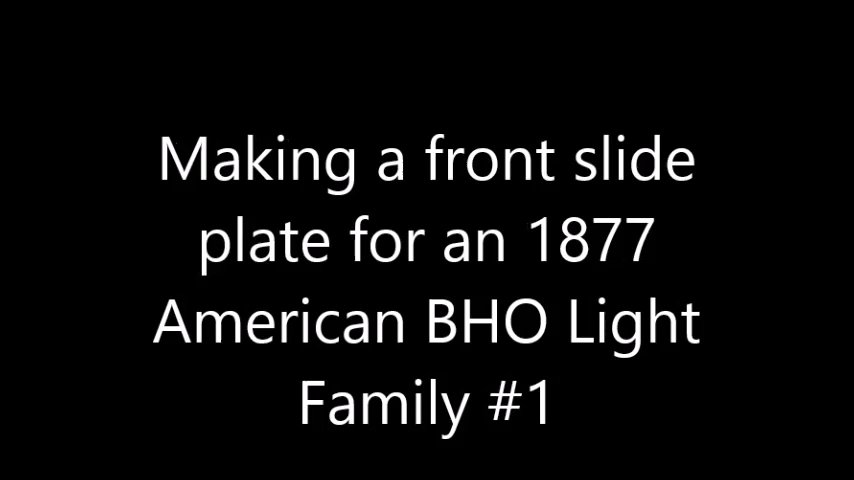 Making a front slide
plate for an 1877
American BHO Light
Family #1